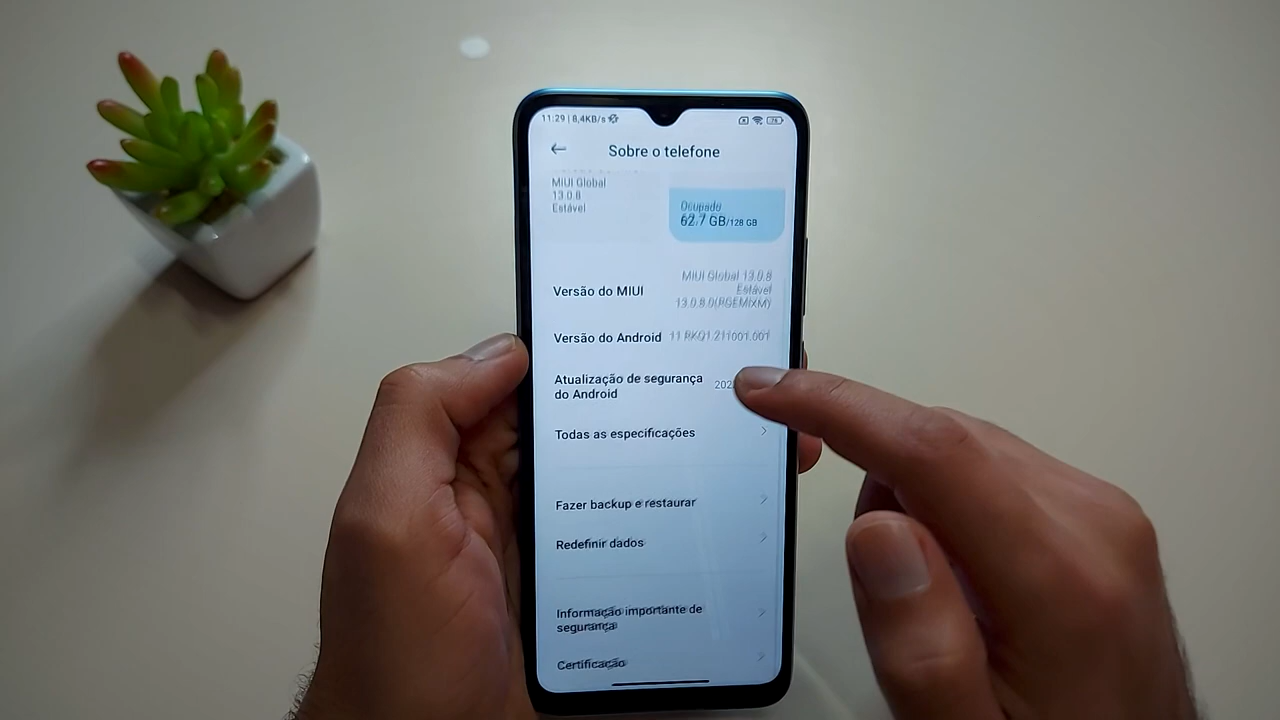 11:29 | 8,4KB/s
76
Sobre o telefone
MIUI Global
13.0.8
Estável
Ocupado
62,7 GB/128 GB
Versão do MIUI
MIUI Global 13.0.8
Estável
13.0.8.0(RGEMIXM)
Versão do Android
11 RKQ1.211001.001
Atualização de segurança
do Android
Todas as especificações
Fazer backup e restaurar
Redefinir dados
Informação importante de
segurança
Certificação